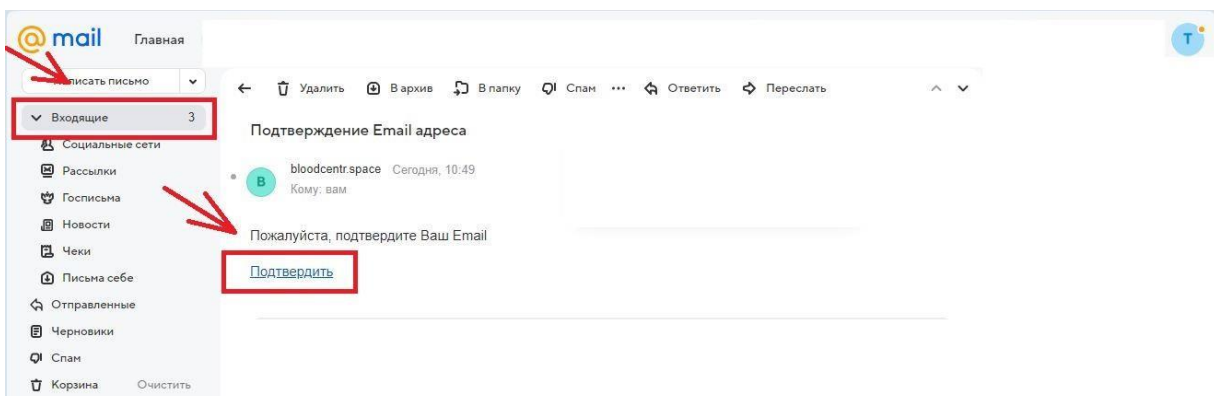 mail Главная
Т
писать письмо
← Удалить В архив В папку Спам ... Ответить Переслать
Входящие 3
Социальные сети
Рассылки
Госписьма
Новости
Чеки
Письма себе
Отправленные
Черновики
Спам
Корзина Очистить
Подтверждение Email адреса
B
bloodcentr.space Сегодня, 10:49
Кому: вам
Пожалуйста, подтвердите Ваш Email
Подтвердить